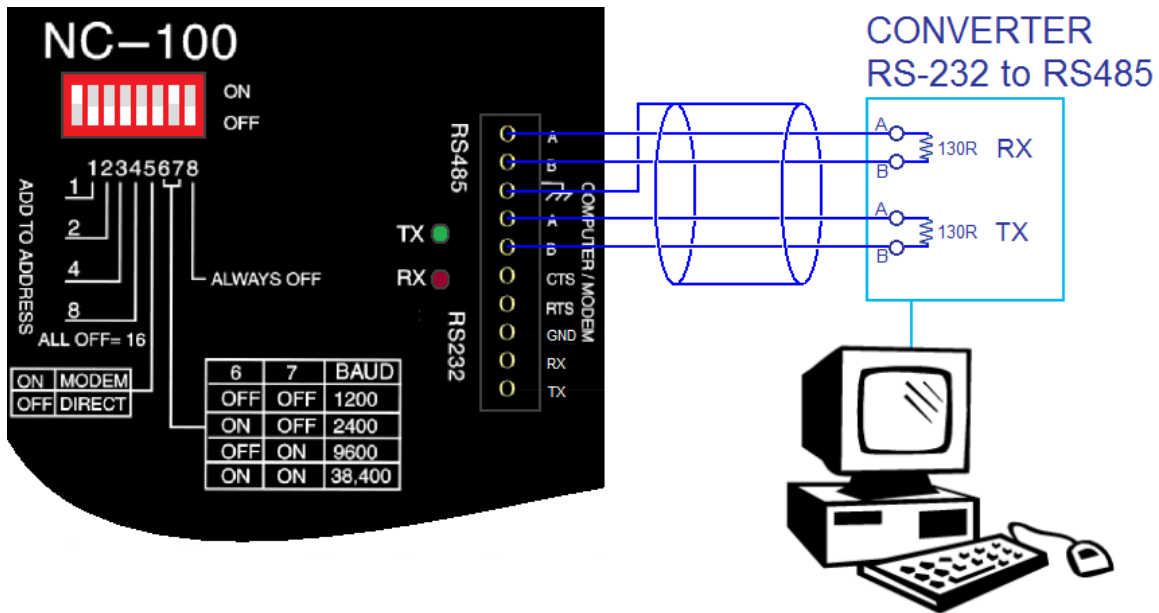 NC–100
ON
OFF
12345678
ADD TO ADDRESS
1
2
4
8
ALWAYS OFF
ALL OFF= 16
ON MODEM
OFF DIRECT
6 7 BAUD
OFF OFF 1200
ON OFF 2400
OFF ON 9600
ON ON 38,400
TX
RX
RS485
RS232
A
B
A
B
CTS
RTS
GND
RX
TX
COMPUTER / MODEM
CONVERTER
RS-232 to RS485
A
130R RX
B
A
130R TX
B